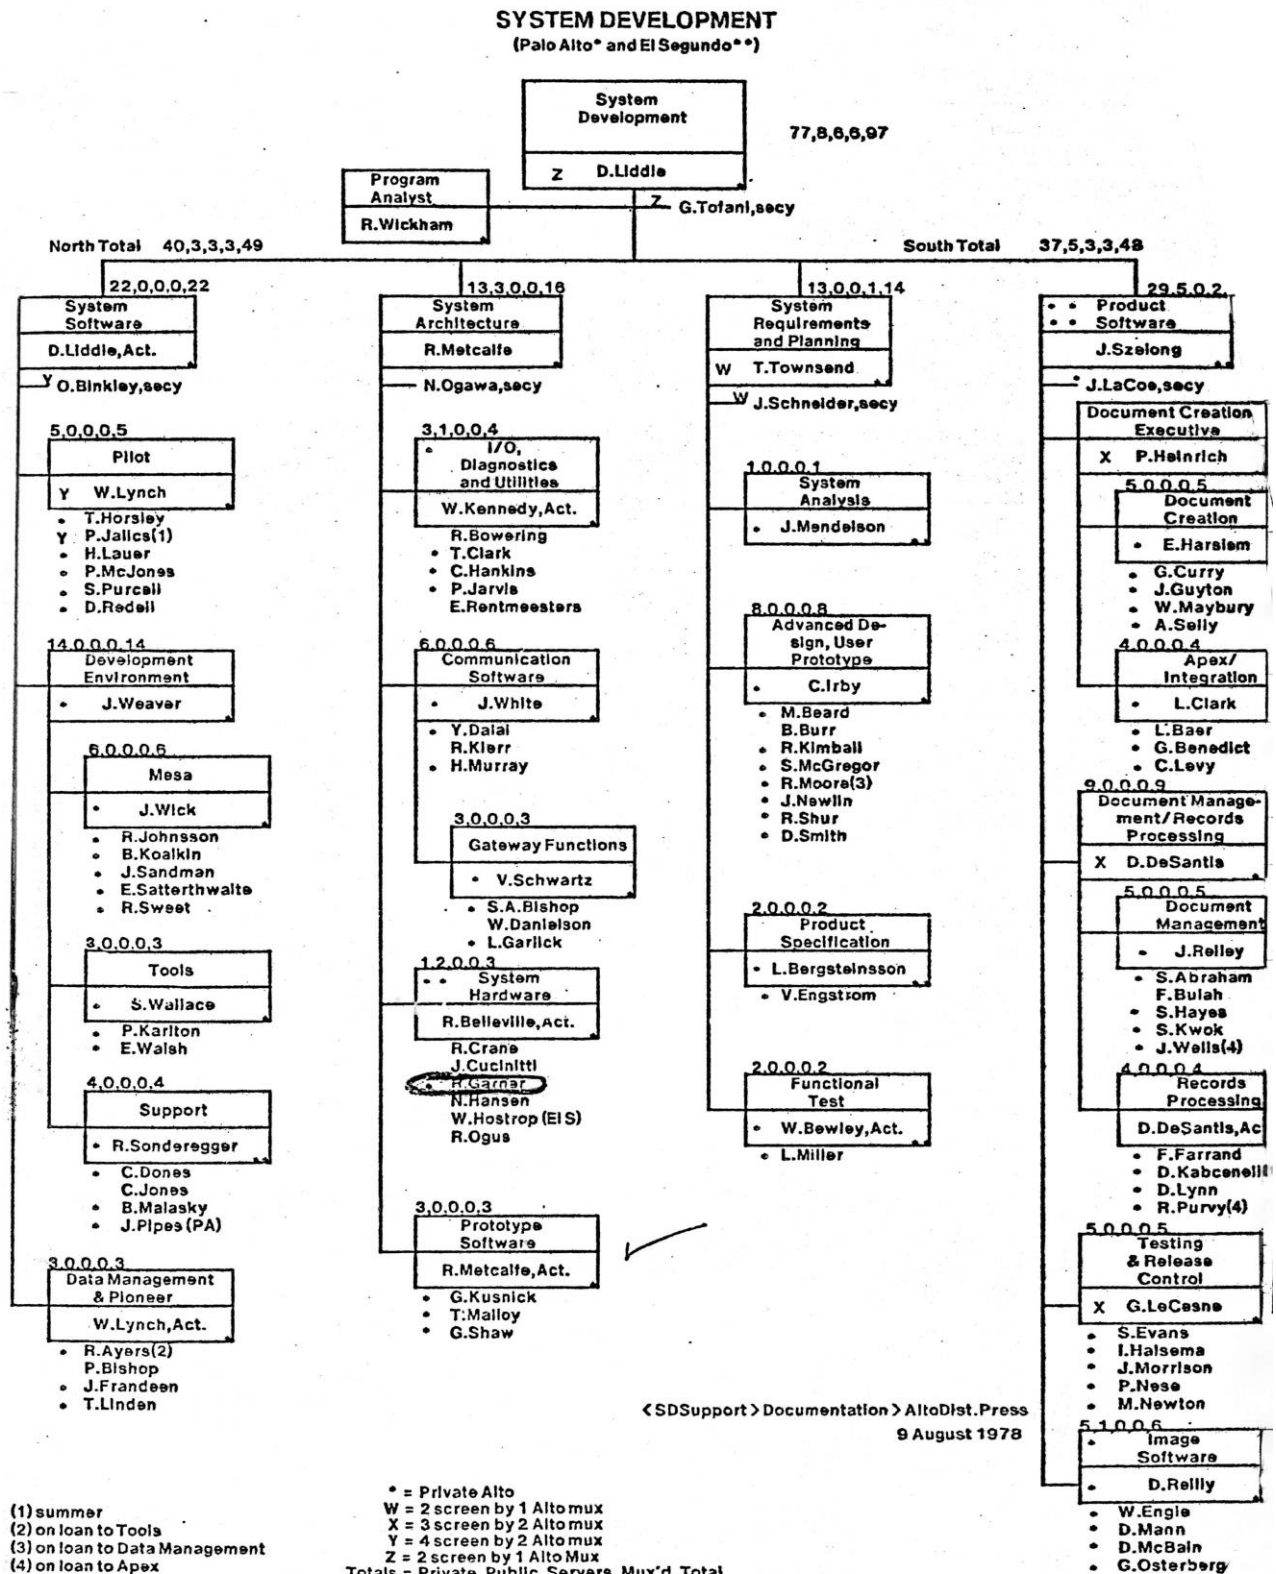 SYSTEM DEVELOPMENT
(Palo Alto* and El Segundo**)
System
Development
D.Liddle
Z
77,8,6,6,97
Program
Analyst
R.Wickham
Z G.Tofani,secy
North Total 40,3,3,3,49
South Total 37,5,3,3,48
22,0,0,0,22
System
Software
D.Liddle,Act.
Y O.Binkley,secy
5,0,0,0,5
Pilot
Y W.Lynch
• T.Horsley
Y P.Jalics(1)
• H.Lauer
• P.McJones
• S.Purcell
• D.Redell
14,0,0,0,14
Development
Environment
• J.Weaver
6,0,0,0,6
Mesa
• J.Wick
• R.Johnsson
• B.Koalkin
• J.Sandman
• E.Satterthwaite
• R.Sweet
3,0,0,0,3
Tools
• S.Wallace
• P.Karlton
• E.Walsh
4,0,0,0,4
Support
• R.Sonderegger
• C.Dones
C.Jones
• B.Malasky
• J.Pipes(PA)
3,0,0,0,3
Data Management
& Pioneer
W.Lynch,Act.
• R.Ayers(2)
P.Bishop
• J.Frandeen
• T.Linden
13,3,0,0,16
System
Architecture
R.Metcalfe
N.Ogawa,secy
3,1,0,0,4
• I/O,
Diagnostics
and Utilities
W.Kennedy,Act.
R.Bowering
• T.Clark
• C.Hankins
• P.Jarvis
E.Rentmeesters
6,0,0,0,6
Communication
Software
• J.White
• Y.Dalal
R.Kierr
• H.Murray
3,0,0,0,3
Gateway Functions
• V.Schwartz
• S.A.Bishop
W.Danielson
• L.Garlick
1,2,0,0,3
• • System
Hardware
R.Belleville,Act.
R.Crane
J.Cucinitti
• R.Garner
N.Hansen
W.Hostrop(EIS)
R.Ogus
3,0,0,0,3
Prototype
Software
R.Metcalfe,Act.
• G.Kusnick
• T.Malloy
• G.Shaw
13,0,0,1,14
System
Requirements
and Planning
W T.Townsend
W J.Schneider,secy
1,0,0,0,1
System
Analysis
• J.Mendelson
8,0,0,0,8
Advanced De-
sign, User
Prototype
• C.Irby
• M.Beard
B.Burr
• R.Kimball
• S.McGregor
• R.Moore(3)
• J.Newlin
• R.Shur
• D.Smith
2,0,0,0,2
Product
Specification
• L.Bergsteinsson
• V.Engstrom
2,0,0,0,2
Functional
Test
• W.Bewley,Act.
• L.Miller
29,5,0,2,
• • Product
• • Software
J.Szelong
• J.LaCoe,secy
Document Creation
Executive
X P.Heinrich
5,0,0,0,5
Document
Creation
• E.Harslem
• G.Curry
• J.Guyton
• W.Maybury
• A.Selly
4,0,0,0,4
Apex/
Integration
• L.Clark
• L.Baer
• G.Benedict
• C.Levy
9,0,0,0,9
Document Manage-
ment/Records
Processing
X D.DeSantis
5,0,0,0,5
Document
Management
• J.Reiley
• S.Abraham
F.Bulah
• S.Hayes
• S.Kwok
• J.Wells(4)
4,0,0,0,4
Records
Processing
D.DeSantis,Ac
• F.Farrand
• D.Kabcenell
• D.Lynn
• R.Purvy(4)
5,0,0,0,5
Testing
& Release
Control
X G.LeCesne
• S.Evans
• I.Halsema
• J.Morrison
• P.Nese
• M.Newton
5,1,0,0,6
• Image
Software
• D.Reilly
• W.Engle
• D.Mann
• D.McBain
• G.Osterberg
<SDSupport>Documentation>AltoDist.Press
9 August 1978
(1) summer
(2) on loan to Tools
(3) on loan to Data Management
(4) on loan to Apex
* = Private Alto
W = 2 screen by 1 Alto mux
X = 3 screen by 2 Alto mux
Y = 4 screen by 2 Alto mux
Z = 2 screen by 1 Alto Mux
Totals = Private, Public, Servers, Mux'd, Total